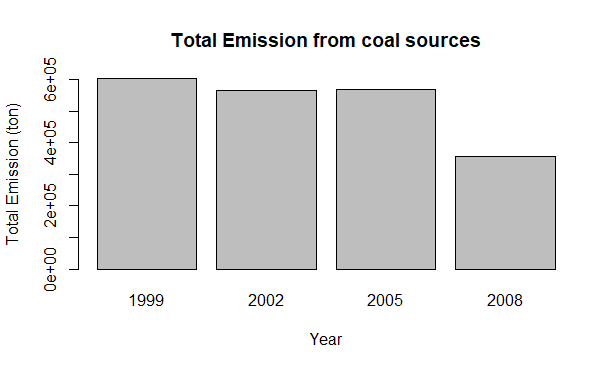 Total Emission from coal sources
Total Emission (ton)
6e+05
4e+05
2e+05
0e+00
1999 2002 2005 2008
Year